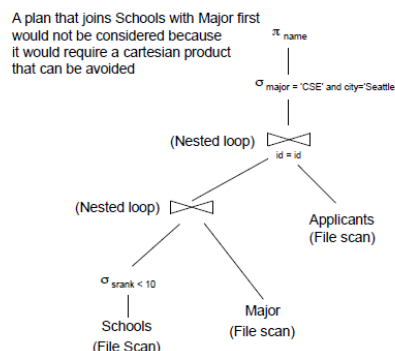 A plan that joins Schools with Major first
would not be considered because
it would require a cartesian product
that can be avoided
π name
σ major = 'CSE' and city='Seattle
(Nested loop)
id = id
(Nested loop)
Applicants
(File scan)
σ srank < 10
Major
(File scan)
Schools
(File Scan)